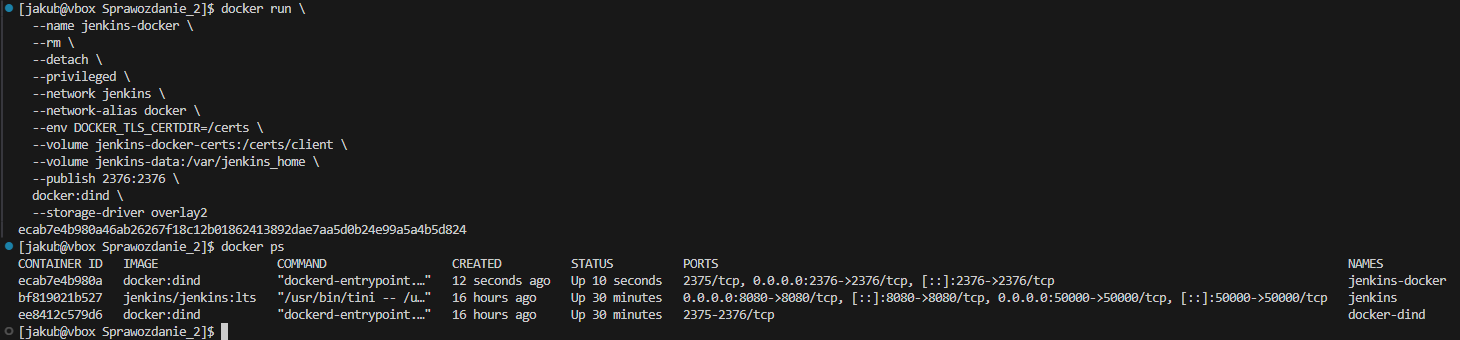 [jakub@vbox Sprawozdanie_2]$ docker run \
--name jenkins-docker \
--rm \
--detach \
--privileged \
--network jenkins \
--network-alias docker \
--env DOCKER_TLS_CERTDIR=/certs \
--volume jenkins-docker-certs:/certs/client \
--volume jenkins-data:/var/jenkins_home \
--publish 2376:2376 \
docker:dind \
--storage-driver overlay2
ecab7e4b980a46ab26267f18c12b01862413892dae7aa5d0b24e99a5a4b5d824
[jakub@vbox Sprawozdanie_2]$ docker ps
CONTAINER ID IMAGE COMMAND CREATED STATUS PORTS NAMES
ecab7e4b980a docker:dind "dockerd-entrypoint.…" 12 seconds ago Up 10 seconds 2375/tcp, 0.0.0.0:2376->2376/tcp, [::]:2376->2376/tcp jenkins-docker
bf819021b527 jenkins/jenkins:lts "/usr/bin/tini -- /u…" 16 hours ago Up 30 minutes 0.0.0.0:8080->8080/tcp, [::]:8080->8080/tcp, 0.0.0.0:50000->50000/tcp, [::]:50000->50000/tcp jenkins
ee8412c579d6 docker:dind "dockerd-entrypoint.…" 16 hours ago Up 30 minutes 2375-2376/tcp docker-dind
[jakub@vbox Sprawozdanie_2]$